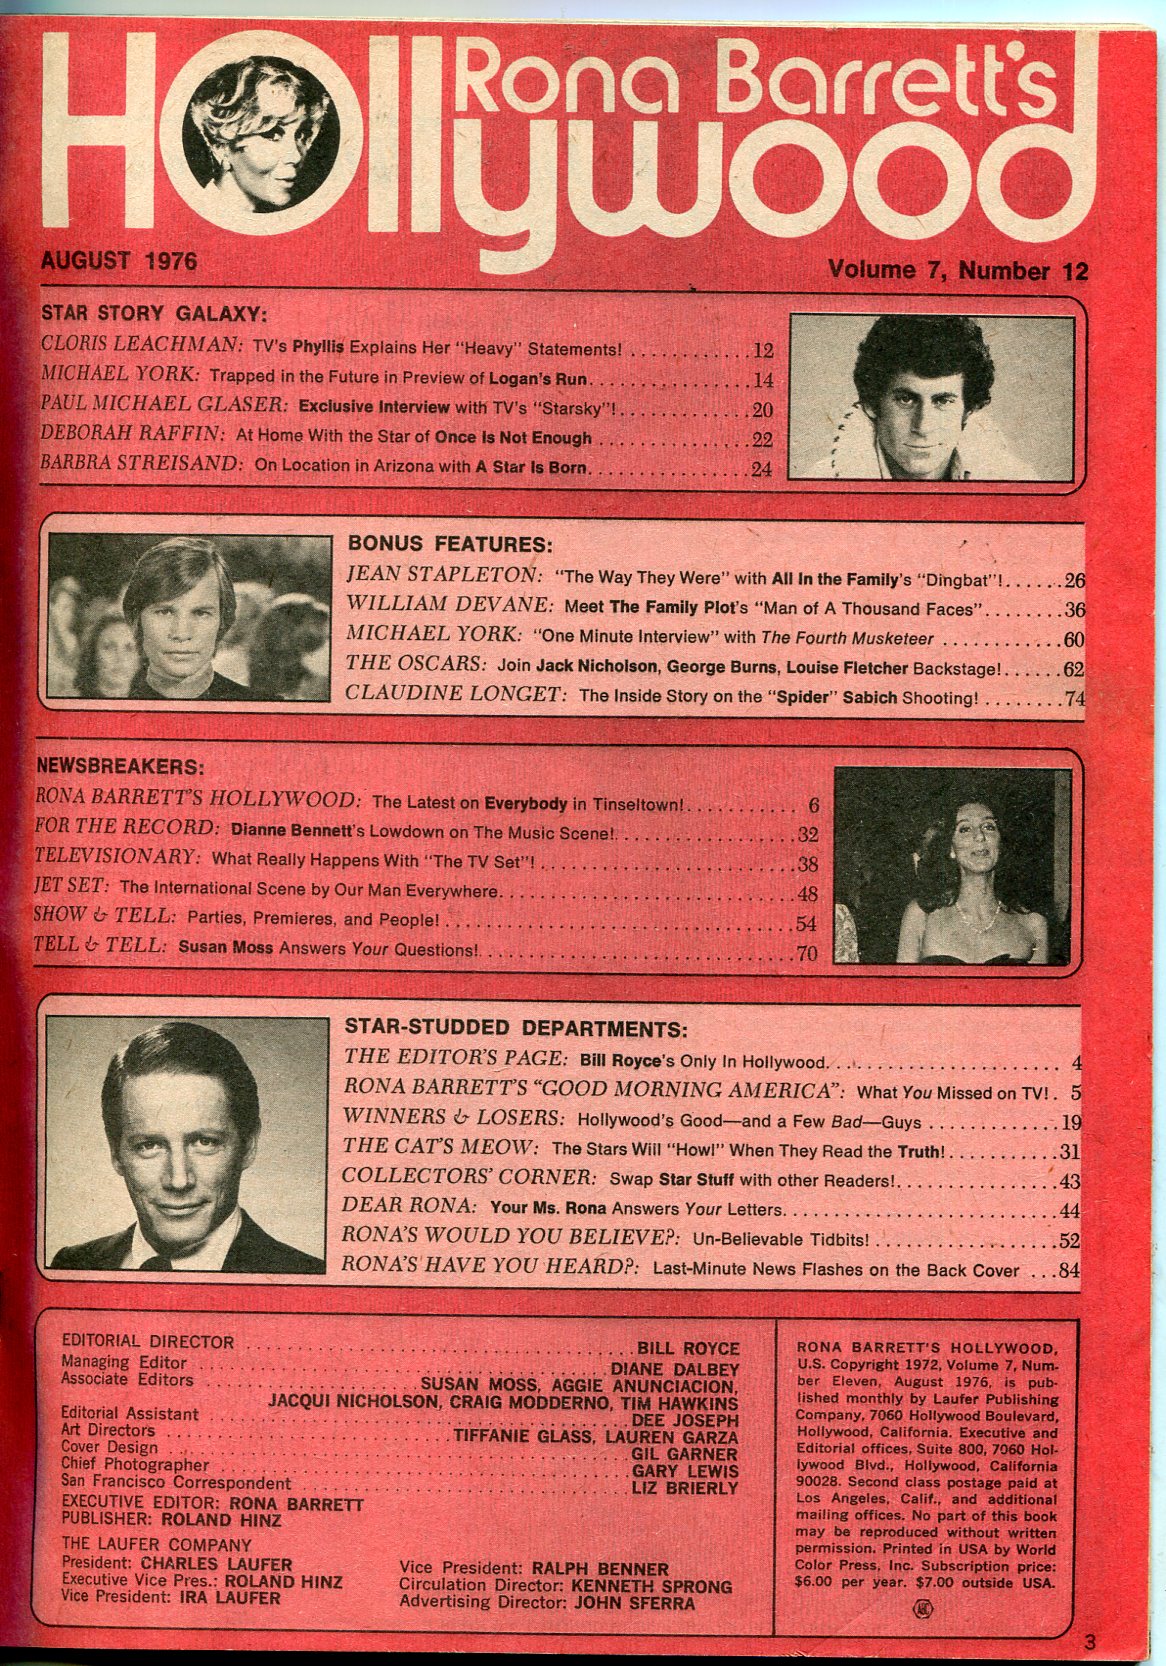 Rona Barrett's
Hollywood
AUGUST 1976
Volume 7, Number 12
STAR STORY GALAXY:
CLORIS LEACHMAN: TV's Phyllis Explains Her "Heavy" Statements! . . . . . . . . . . . 12
MICHAEL YORK: Trapped in the Future in Preview of Logan's Run. . . . . . . . . . . . . . . 14
PAUL MICHAEL GLASER: Exclusive Interview with TV's "Starsky"! . . . . . . . . . . . . 20
DEBORAH RAFFIN: At Home With the Star of Once Is Not Enough . . . . . . . . . . . . . . 22
BARBRA STREISAND: On Location in Arizona with A Star Is Born. . . . . . . . . . . . . . . 24
BONUS FEATURES:
JEAN STAPLETON: "The Way They Were" with All In the Family's "Dingbat"! . . . . . . 26
WILLIAM DEVANE: Meet The Family Plot's "Man of A Thousand Faces" . . . . . . . . 36
MICHAEL YORK: "One Minute Interview" with The Fourth Musketeer . . . . . . . . . . . 60
THE OSCARS: Join Jack Nicholson, George Burns, Louise Fletcher Backstage! . . . . . . 62
CLAUDINE LONGET: The Inside Story on the "Spider" Sabich Shooting! . . . . . . . . 74
NEWSBREAKERS:
RONA BARRETT'S HOLLYWOOD: The Latest on Everybody in Tinseltown! . . . . . . . . . . 6
FOR THE RECORD: Dianne Bennett's Lowdown on The Music Scene! . . . . . . . . . . . . . . . . 32
TELEVISIONARY: What Really Happens With "The TV Set"! . . . . . . . . . . . . . . . . . . . . . . . 38
JET SET: The International Scene by Our Man Everywhere. . . . . . . . . . . . . . . . . . . . . . . . . . 48
SHOW & TELL: Parties, Premieres, and People! . . . . . . . . . . . . . . . . . . . . . . . . . . . . . . . 54
TELL & TELL: Susan Moss Answers Your Questions! . . . . . . . . . . . . . . . . . . . . . . . . . . . . 70
STAR-STUDDED DEPARTMENTS:
THE EDITOR'S PAGE: Bill Royce's Only In Hollywood. . . . . . . . . . . . . . . . . . . . . . . . 4
RONA BARRETT'S "GOOD MORNING AMERICA": What You Missed on TV! . 5
WINNERS & LOSERS: Hollywood's Good—and a Few Bad—Guys . . . . . . . . . . . . . 19
THE CAT'S MEOW: The Stars Will "Howl" When They Read the Truth! . . . . . . . . . . . 31
COLLECTORS' CORNER: Swap Star Stuff with other Readers! . . . . . . . . . . . . . . . . 43
DEAR RONA: Your Ms. Rona Answers Your Letters. . . . . . . . . . . . . . . . . . . . . . . . . . . 44
RONA'S WOULD YOU BELIEVE?: Un-Believable Tidbits! . . . . . . . . . . . . . . . . . . 52
RONA'S HAVE YOU HEARD?: Last-Minute News Flashes on the Back Cover . . . 84
EDITORIAL DIRECTOR . . . . . . . . . . BILL ROYCE
Managing Editor . . . . . . . . . . DIANE DALBEY
Associate Editors . . . . . . . . . . SUSAN MOSS, AGGIE ANUNCIACION,
JACQUI NICHOLSON, CRAIG MODDERNO, TIM HAWKINS
Editorial Assistant . . . . . . . . . . DEE JOSEPH
Art Directors . . . . . . . . . . TIFFANIE GLASS, LAUREN GARZA
Cover Design . . . . . . . . . . GIL GARNER
Chief Photographer . . . . . . . . . . GARY LEWIS
San Francisco Correspondent . . . . . . . . . . LIZ BRIERLY
EXECUTIVE EDITOR: RONA BARRETT
PUBLISHER: ROLAND HINZ
THE LAUFER COMPANY
President: CHARLES LAUFER
Executive Vice Pres.: ROLAND HINZ
Vice President: IRA LAUFER
Vice President: RALPH BENNER
Circulation Director: KENNETH SPRONG
Advertising Director: JOHN SFERRA
RONA BARRETT'S HOLLYWOOD,
U.S. Copyright 1972, Volume 7, Num-
ber Eleven, August 1976, is pub-
lished monthly by Laufer Publishing
Company, 7060 Hollywood Boulevard,
Hollywood, California. Executive and
Editorial offices, Suite 800, 7060 Hol-
lywood Blvd., Hollywood, California
90028. Second class postage paid at
Los Angeles, Calif., and additional
mailing offices. No part of this book
may be reproduced without written
permission. Printed in USA by World
Color Press, Inc. Subscription price:
$6.00 per year. $7.00 outside USA.
ABC
3